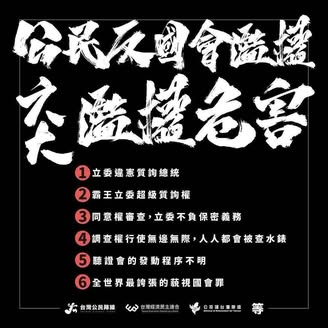 公民反國會濫權
六大濫權危害
1 立委違憲質詢總統
2 霸王立委超級質詢權
3 同意權審查，立委不負保密義務
4 調查權行使無邊無際，人人都會被查水錶
5 聽證會的發動程序不明
6 全世界最誇張的藐視國會罪
台灣公民陣線 台灣經濟民主連合 公投護台灣聯盟 等